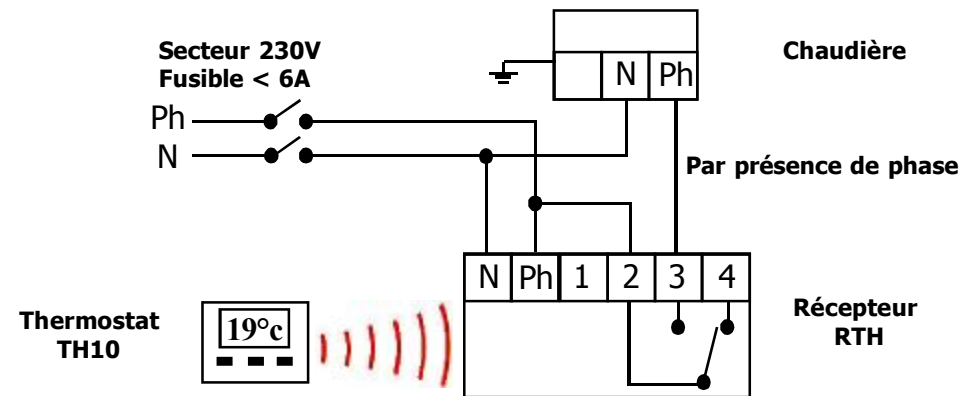 Secteur 230V
Fusible < 6A
Chaudière
N Ph
Ph
N
Par présence de phase
N Ph 1 2 3 4
Thermostat
TH10
19°c
Récepteur
RTH